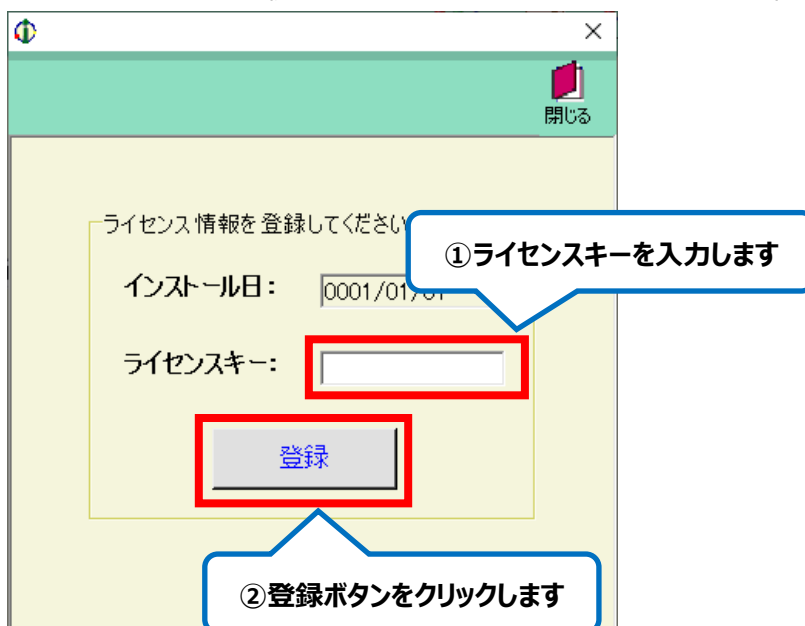 閉じる
ライセンス情報を登録してください
①ライセンスキーを入力します
インストール日：
0001/01/01
ライセンスキー：
登録
②登録ボタンをクリックします